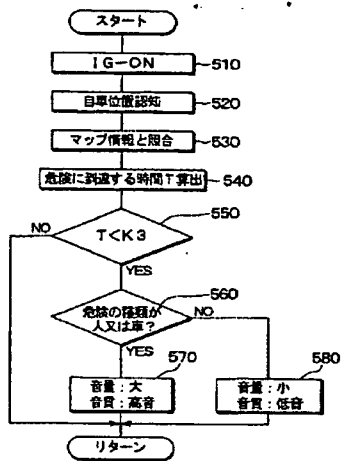 スタート
IG-ON
510
自車位置認知
520
マップ情報と照合
530
危険に到達する時間T算出
540
550
NO
T<K3
YES
560
危険の種類が
人又は車?
NO
YES
570
580
音量:大
音質:高音
音量:小
音質:低音
リターン